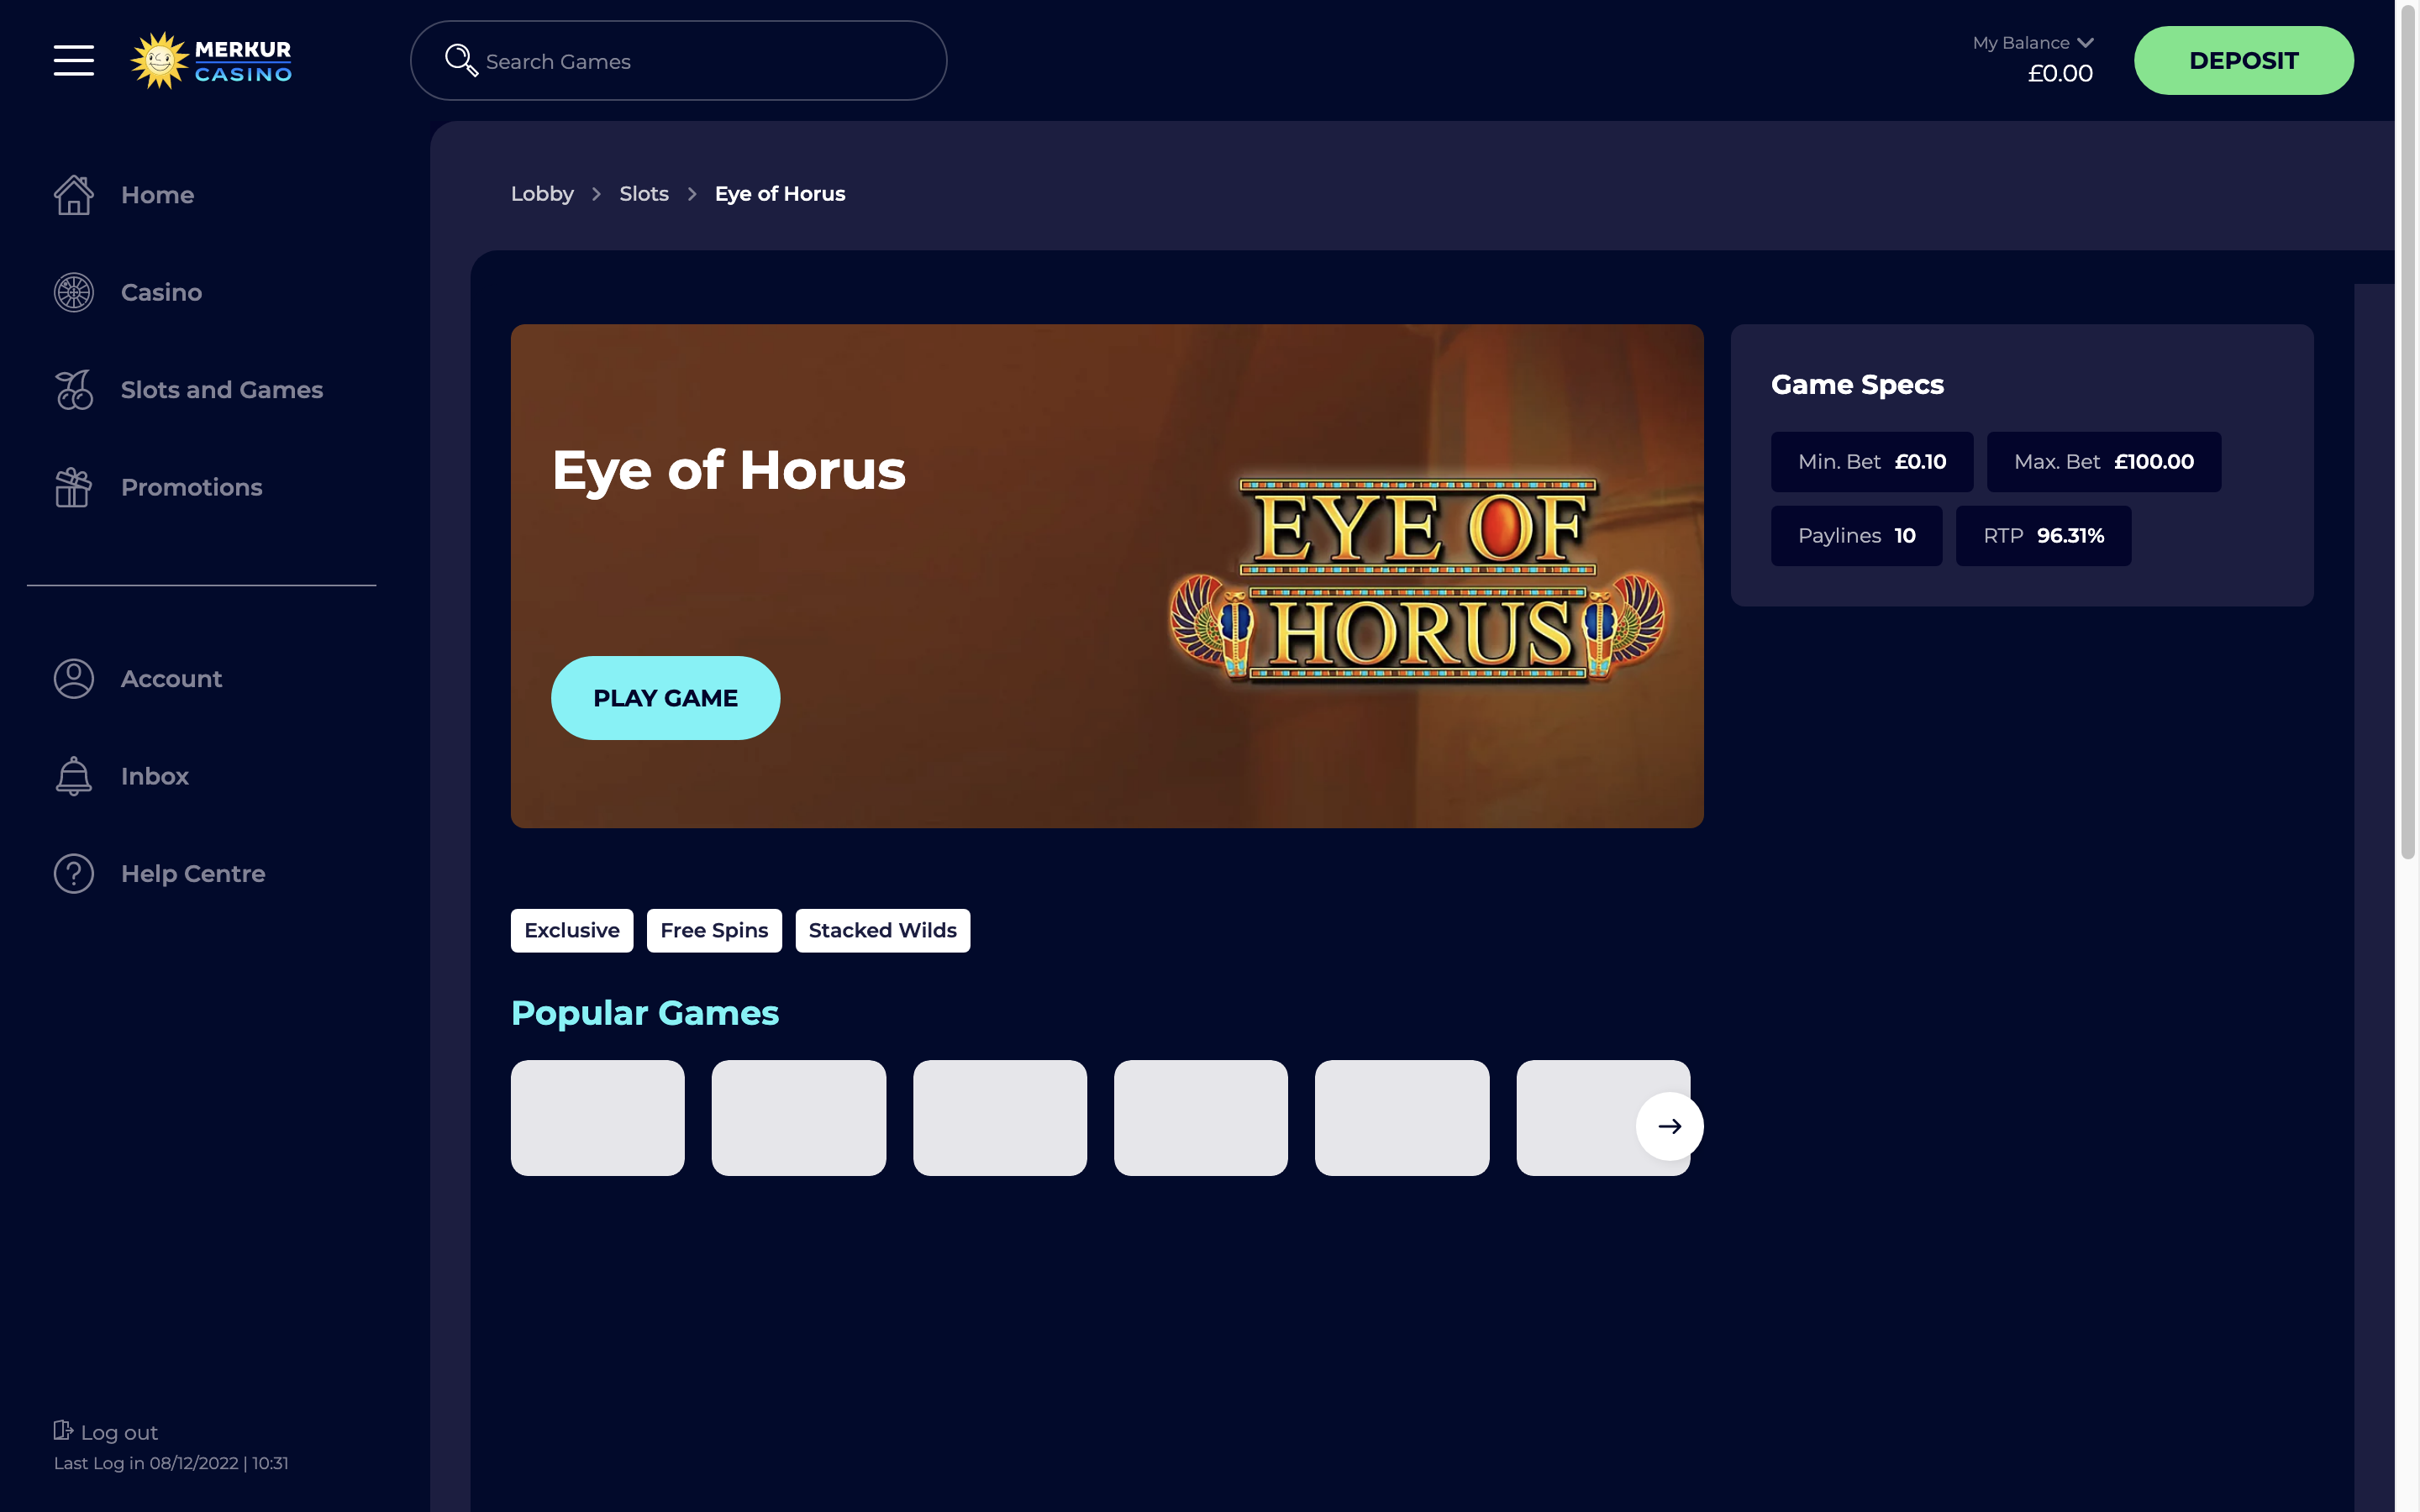 MERKUR
CASINO
Search Games
My Balance
£0.00
DEPOSIT
Home
Casino
Slots and Games
Promotions
Account
Inbox
Help Centre
Log out
Last Log in 08/12/2022 | 10:31
Lobby > Slots > Eye of Horus
Eye of Horus
PLAY GAME
EYE OF
HORUS
Game Specs
Min. Bet £0.10 Max. Bet £100.00
Paylines 10 RTP 96.31%
Exclusive Free Spins Stacked Wilds
Popular Games